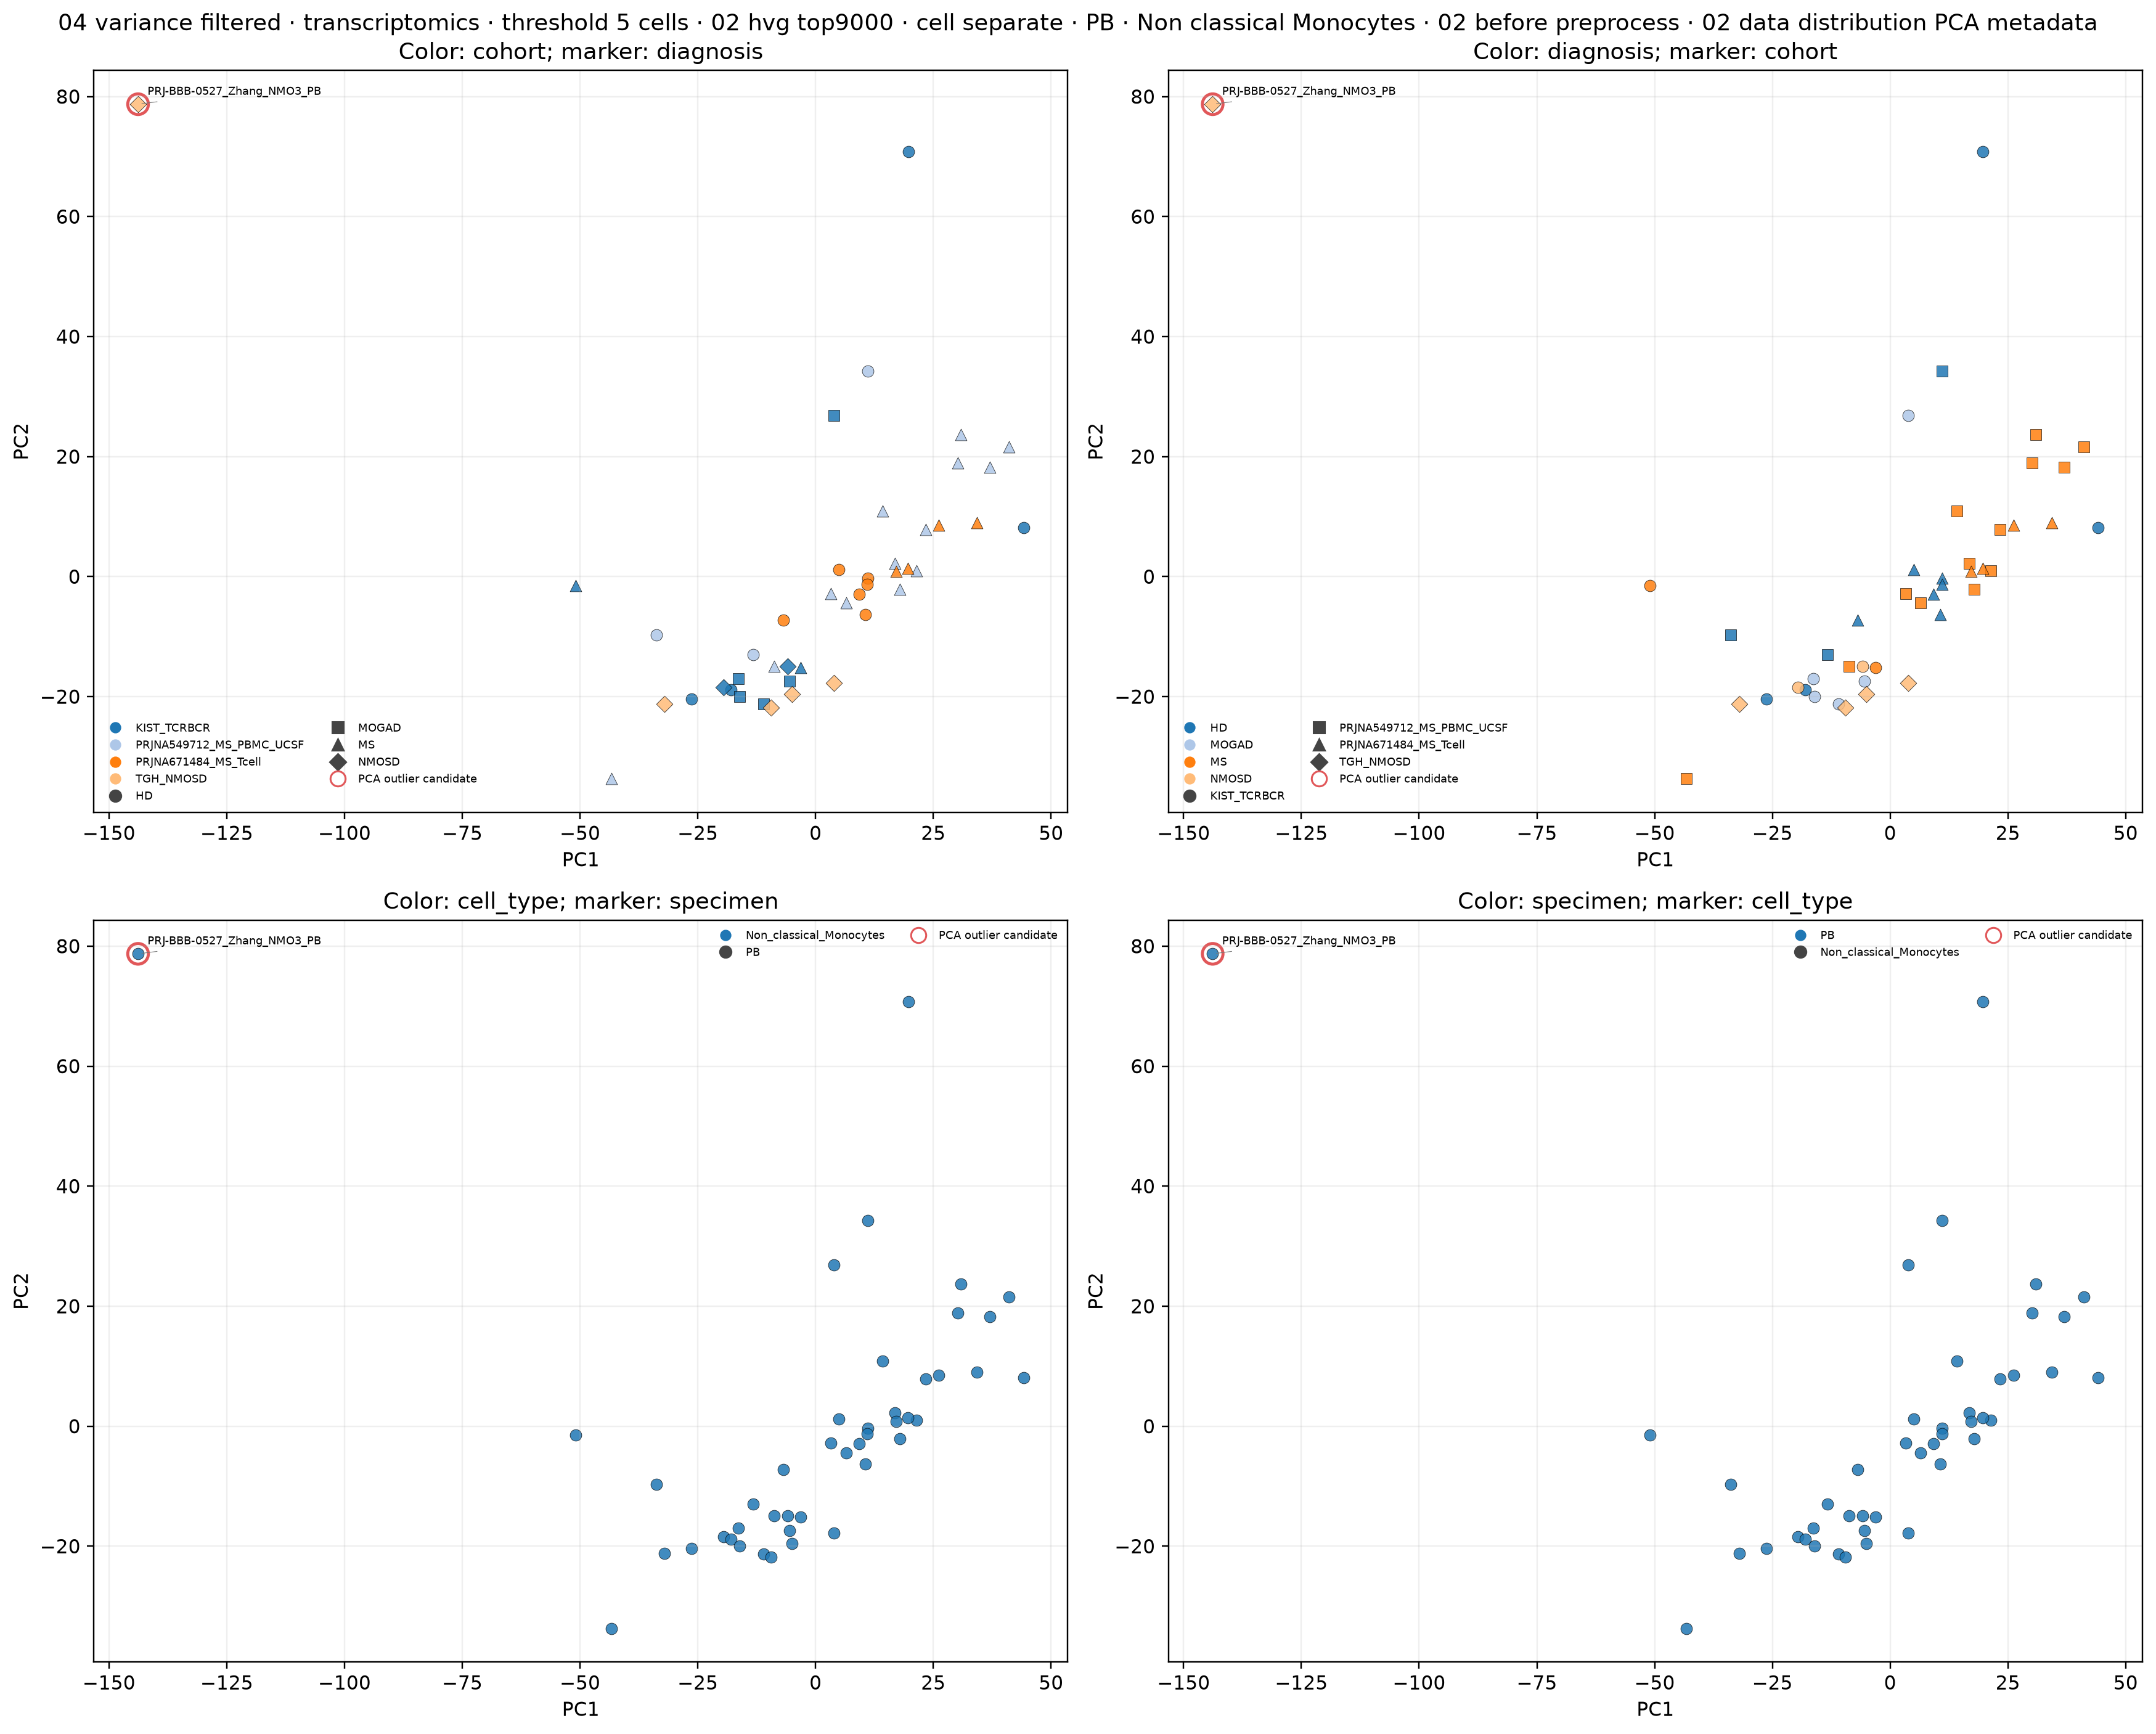 04 variance filtered · transcriptomics · threshold 5 cells · 02 hvg top9000 · cell separate · PB · Non classical Monocytes · 02 before preprocess · 02 data distribution PCA metadata
Color: cohort; marker: diagnosis
PRJ-BBB-0527_Zhang_NMO3_PB
80
60
40
20
0
−20
PC2
KIST_TCRBCR
PRJNA549712_MS_PBMC_UCSF
PRJNA671484_MS_Tcell
TGH_NMOSD
HD
MOGAD
MS
NMOSD
PCA outlier candidate
−150 −125 −100 −75 −50 −25 0 25 50
PC1
Color: diagnosis; marker: cohort
PRJ-BBB-0527_Zhang_NMO3_PB
80
60
40
20
0
−20
PC2
HD
MOGAD
MS
NMOSD
KIST_TCRBCR
PRJNA549712_MS_PBMC_UCSF
PRJNA671484_MS_Tcell
TGH_NMOSD
PCA outlier candidate
−150 −125 −100 −75 −50 −25 0 25 50
PC1
Color: cell_type; marker: specimen
PRJ-BBB-0527_Zhang_NMO3_PB
Non_classical_Monocytes
PB
PCA outlier candidate
80
60
40
20
0
−20
PC2
−150 −125 −100 −75 −50 −25 0 25 50
PC1
Color: specimen; marker: cell_type
PRJ-BBB-0527_Zhang_NMO3_PB
PB
Non_classical_Monocytes
PCA outlier candidate
80
60
40
20
0
−20
PC2
−150 −125 −100 −75 −50 −25 0 25 50
PC1